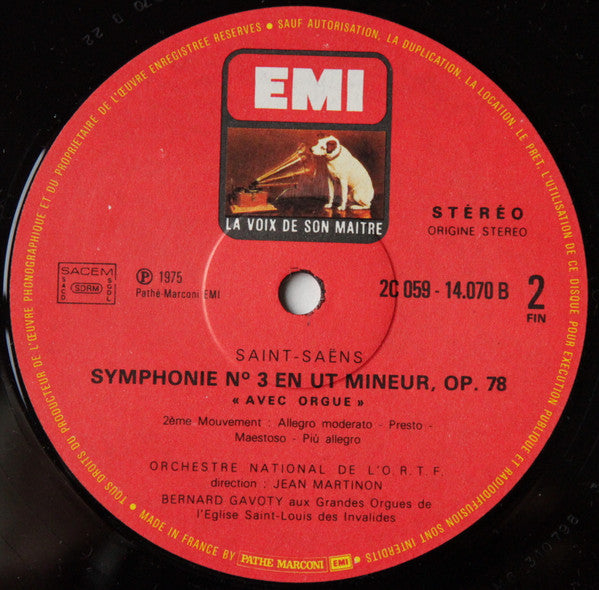 EMI
LA VOIX DE SON MAITRE
STÉRÉO
ORIGINE STEREO
SACEM
SACD
SDRM
SGDL
℗ 1975
Pathé-Marconi EMI
2C 059 - 14.070 B
2
FIN
SAINT-SAËNS
SYMPHONIE Nº 3 EN UT MINEUR, OP. 78
« AVEC ORGUE »
2ème Mouvement : Allegro moderato - Presto -
Maestoso - Più allegro
ORCHESTRE NATIONAL DE L'O.R.T.F.
direction : JEAN MARTINON
BERNARD GAVOTY aux Grandes Orgues de
l'Eglise Saint-Louis des Invalides
• TOUS DROITS DU PRODUCTEUR DE L'ŒUVRE PHONOGRAPHIQUE ET DU PROPRIETAIRE DE L'ŒUVRE ENREGISTREE RESERVES • SAUF AUTORISATION, LA DUPLICATION, LA LOCATION, LE PRET, L'UTILISATION DE CE DISQUE POUR EXECUTION PUBLIQUE ET RADIODIFFUSION SONT INTERDITS •
MADE IN FRANCE BY PATHE MARCONI EMI